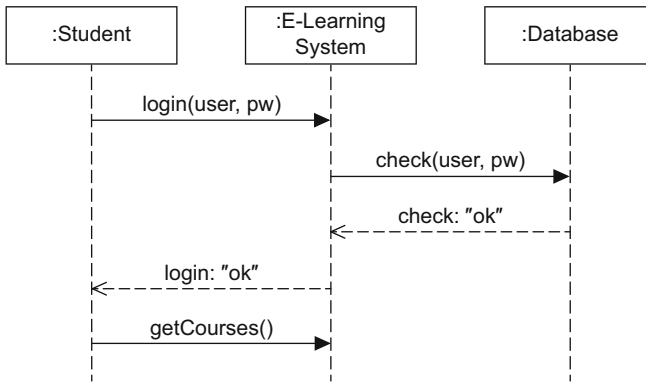 :Student
:E-Learning
System
:Database
login(user, pw)
check(user, pw)
check: "ok"
login: "ok"
getCourses()